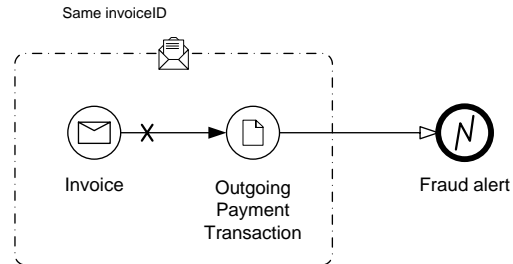 Same invoiceID
Invoice
Outgoing
Payment
Transaction
Fraud alert